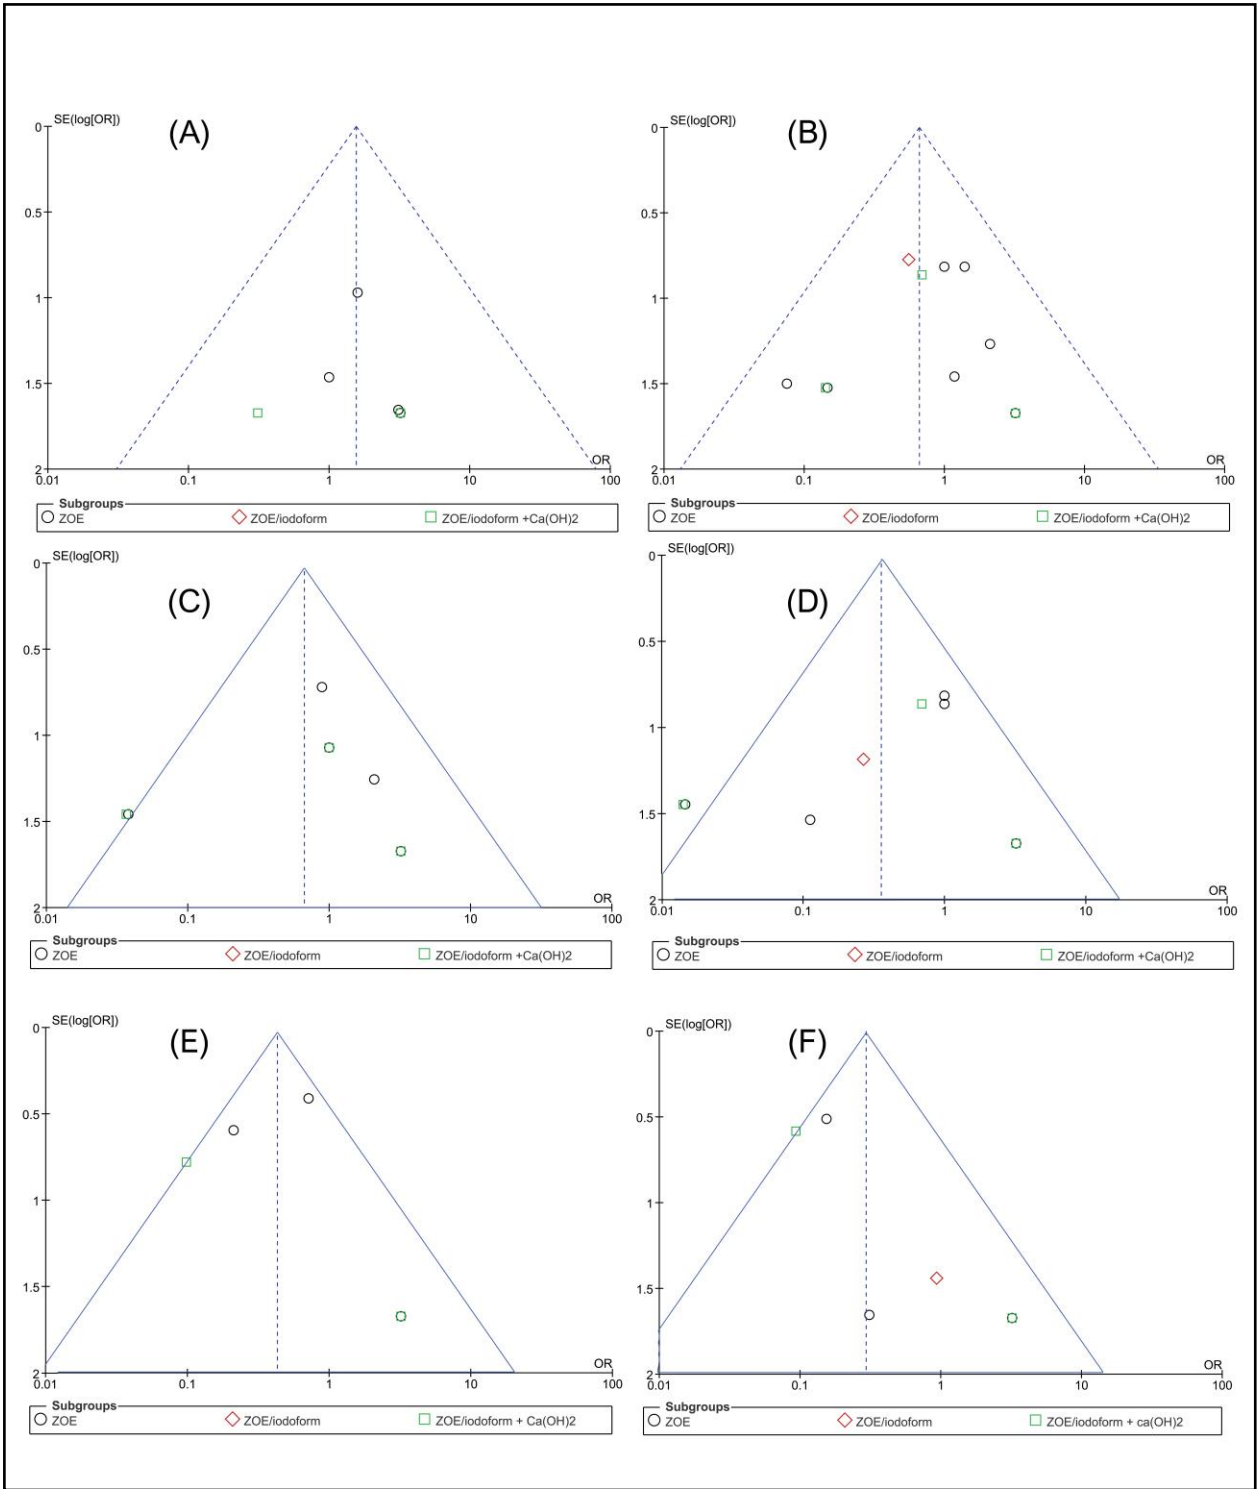 SE(log[OR])
(A)
0
0.5
1
1.5
2
OR
0.01 0.1 1 10 100
Subgroups
ZOE ZOE/iodoform ZOE/iodoform +Ca(OH)2
SE(log[OR])
(B)
0
0.5
1
1.5
2
OR
0.01 0.1 1 10 100
Subgroups
ZOE ZOE/iodoform ZOE/iodoform +Ca(OH)2
SE(log[OR])
(C)
0
0.5
1
1.5
2
OR
0.01 0.1 1 10 100
Subgroups
ZOE ZOE/iodoform ZOE/iodoform +Ca(OH)2
SE(log[OR])
(D)
0
0.5
1
1.5
2
OR
0.01 0.1 1 10 100
Subgroups
ZOE ZOE/iodoform ZOE/iodoform +Ca(OH)2
SE(log[OR])
(E)
0
0.5
1
1.5
2
OR
0.01 0.1 1 10 100
Subgroups
ZOE ZOE/iodoform ZOE/iodoform + Ca(OH)2
SE(log[OR])
(F)
0
0.5
1
1.5
2
OR
0.01 0.1 1 10 100
Subgroups
ZOE ZOE/iodoform ZOE/iodoform + ca(OH)2